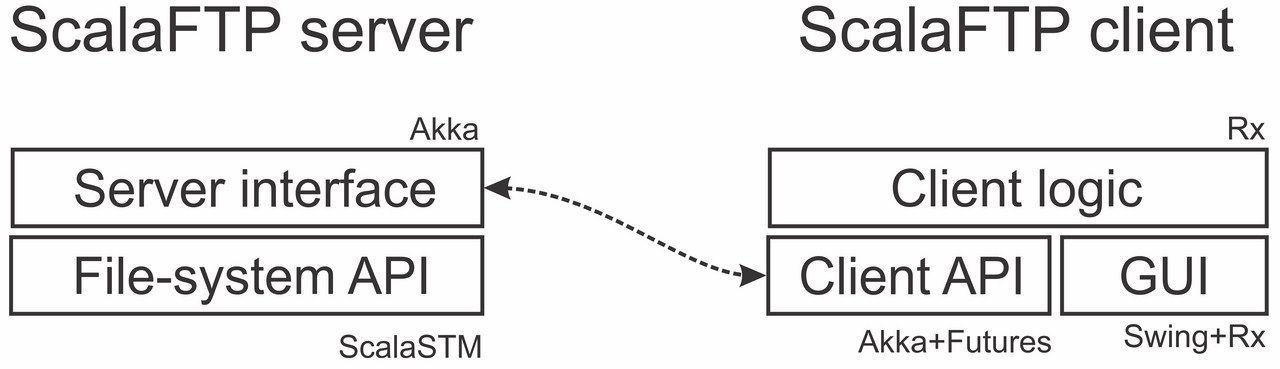 ScalaFTP server
Akka
Server interface
File-system API
ScalaSTM
ScalaFTP client
Rx
Client logic
Client API
GUI
Akka+Futures
Swing+Rx